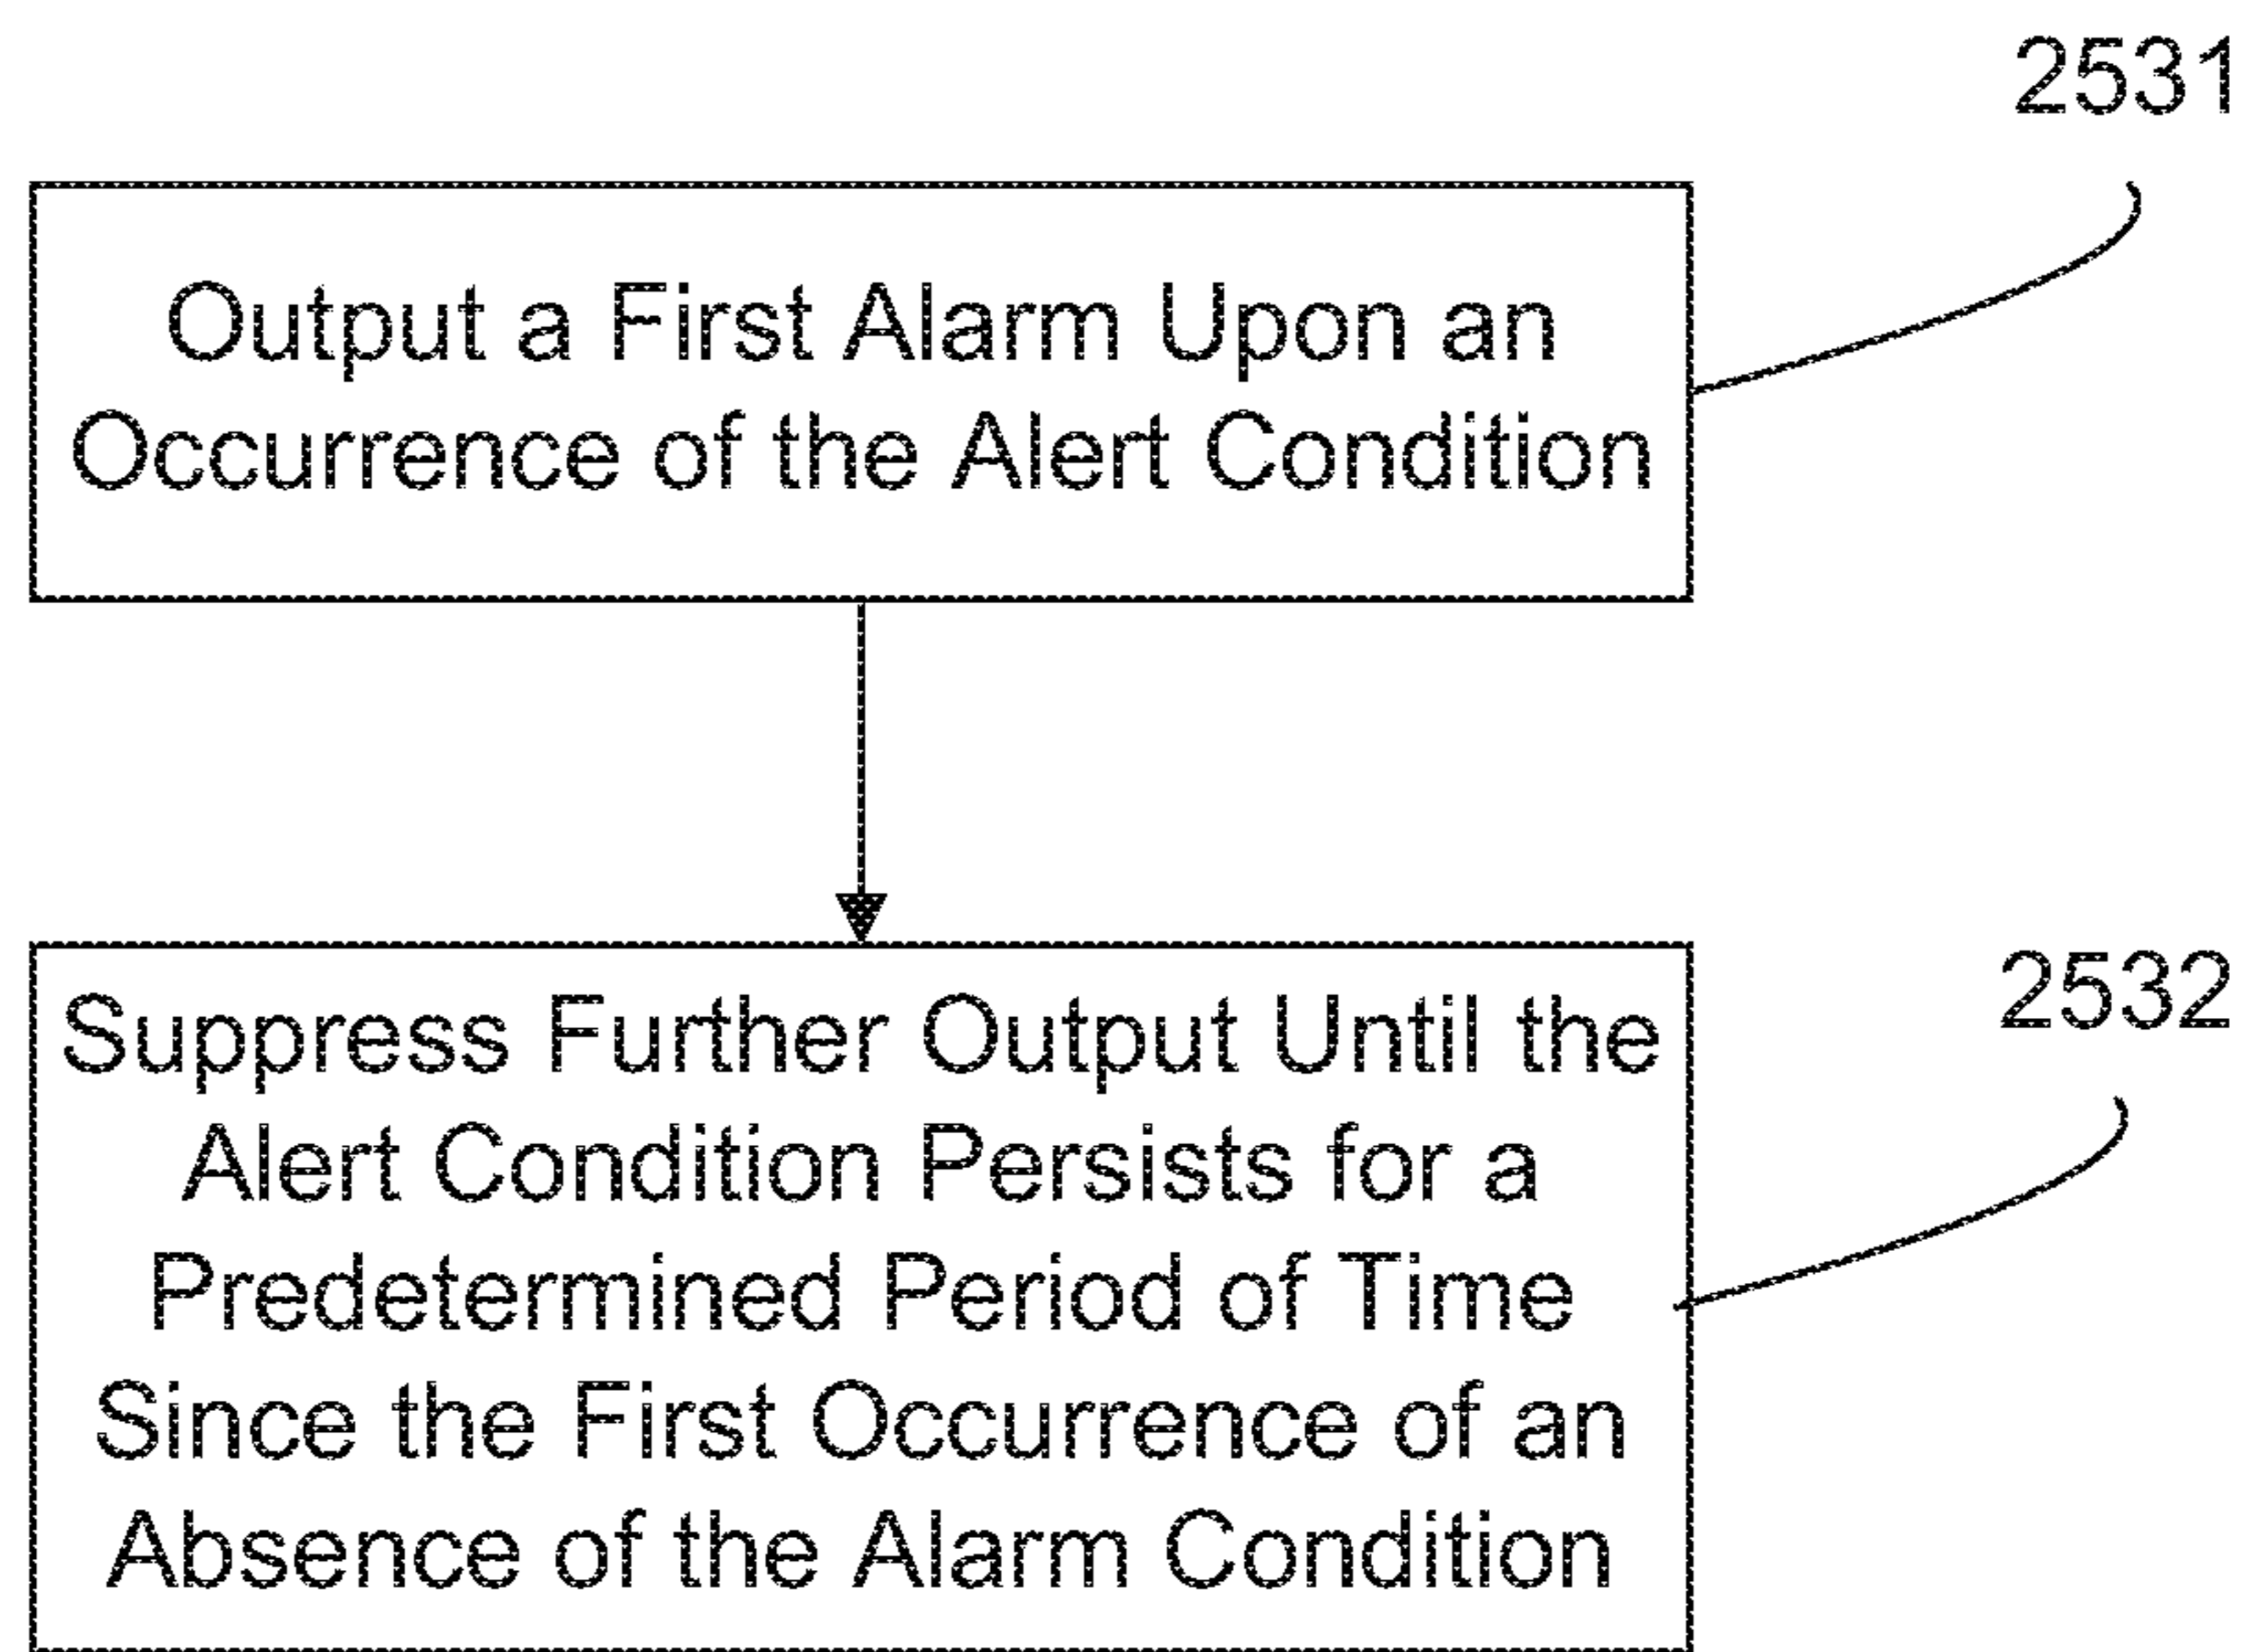 2531
Output a First Alarm Upon an
Occurrence of the Alert Condition
2532
Suppress Further Output Until the
Alert Condition Persists for a
Predetermined Period of Time
Since the First Occurrence of an
Absence of the Alarm Condition